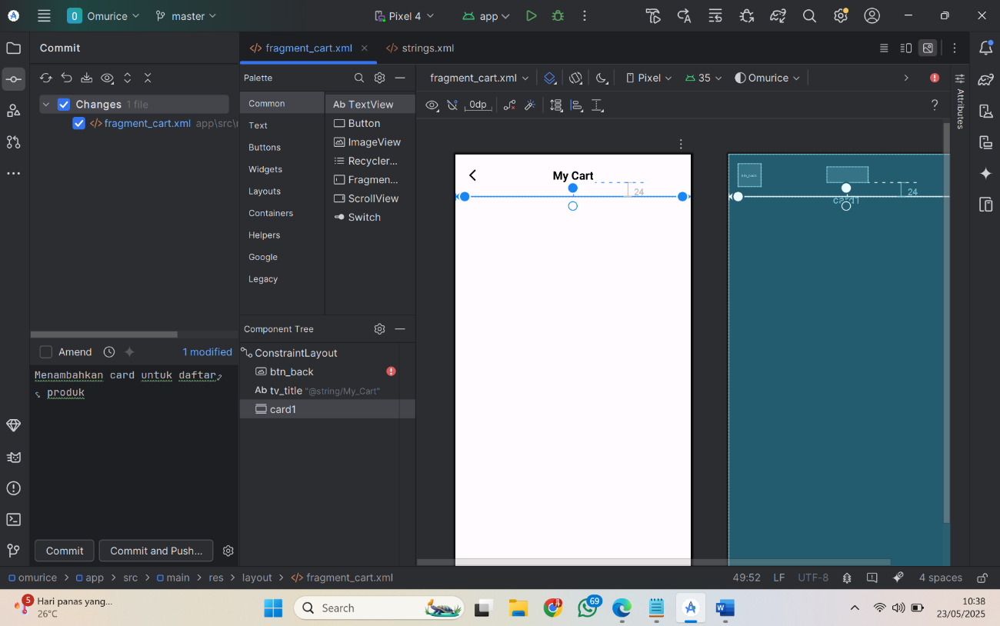 O Omurice
master
Pixel 4
app
Commit
fragment_cart.xml
strings.xml
Palette
fragment_cart.xml
Pixel
35
Omurice
Changes 1 file
fragment_cart.xml app\src\
Common
Text
Buttons
Widgets
Layouts
Containers
Helpers
Google
Legacy
Ab TextView
Button
ImageView
Recycler...
Fragmen...
ScrollView
Switch
0dp
?
Attributes
My Cart
24
24
card1
Component Tree
ConstraintLayout
btn_back
Ab tv_title "@string/My_Cart"
card1
Amend
1 modified
Menambahkan card untuk daftar
produk
Commit
Commit and Push...
omurice > app > src > main > res > layout > fragment_cart.xml
49:52
LF
UTF-8
4 spaces
5
Hari panas yang...
26°C
Search
69
10:38
23/05/2025